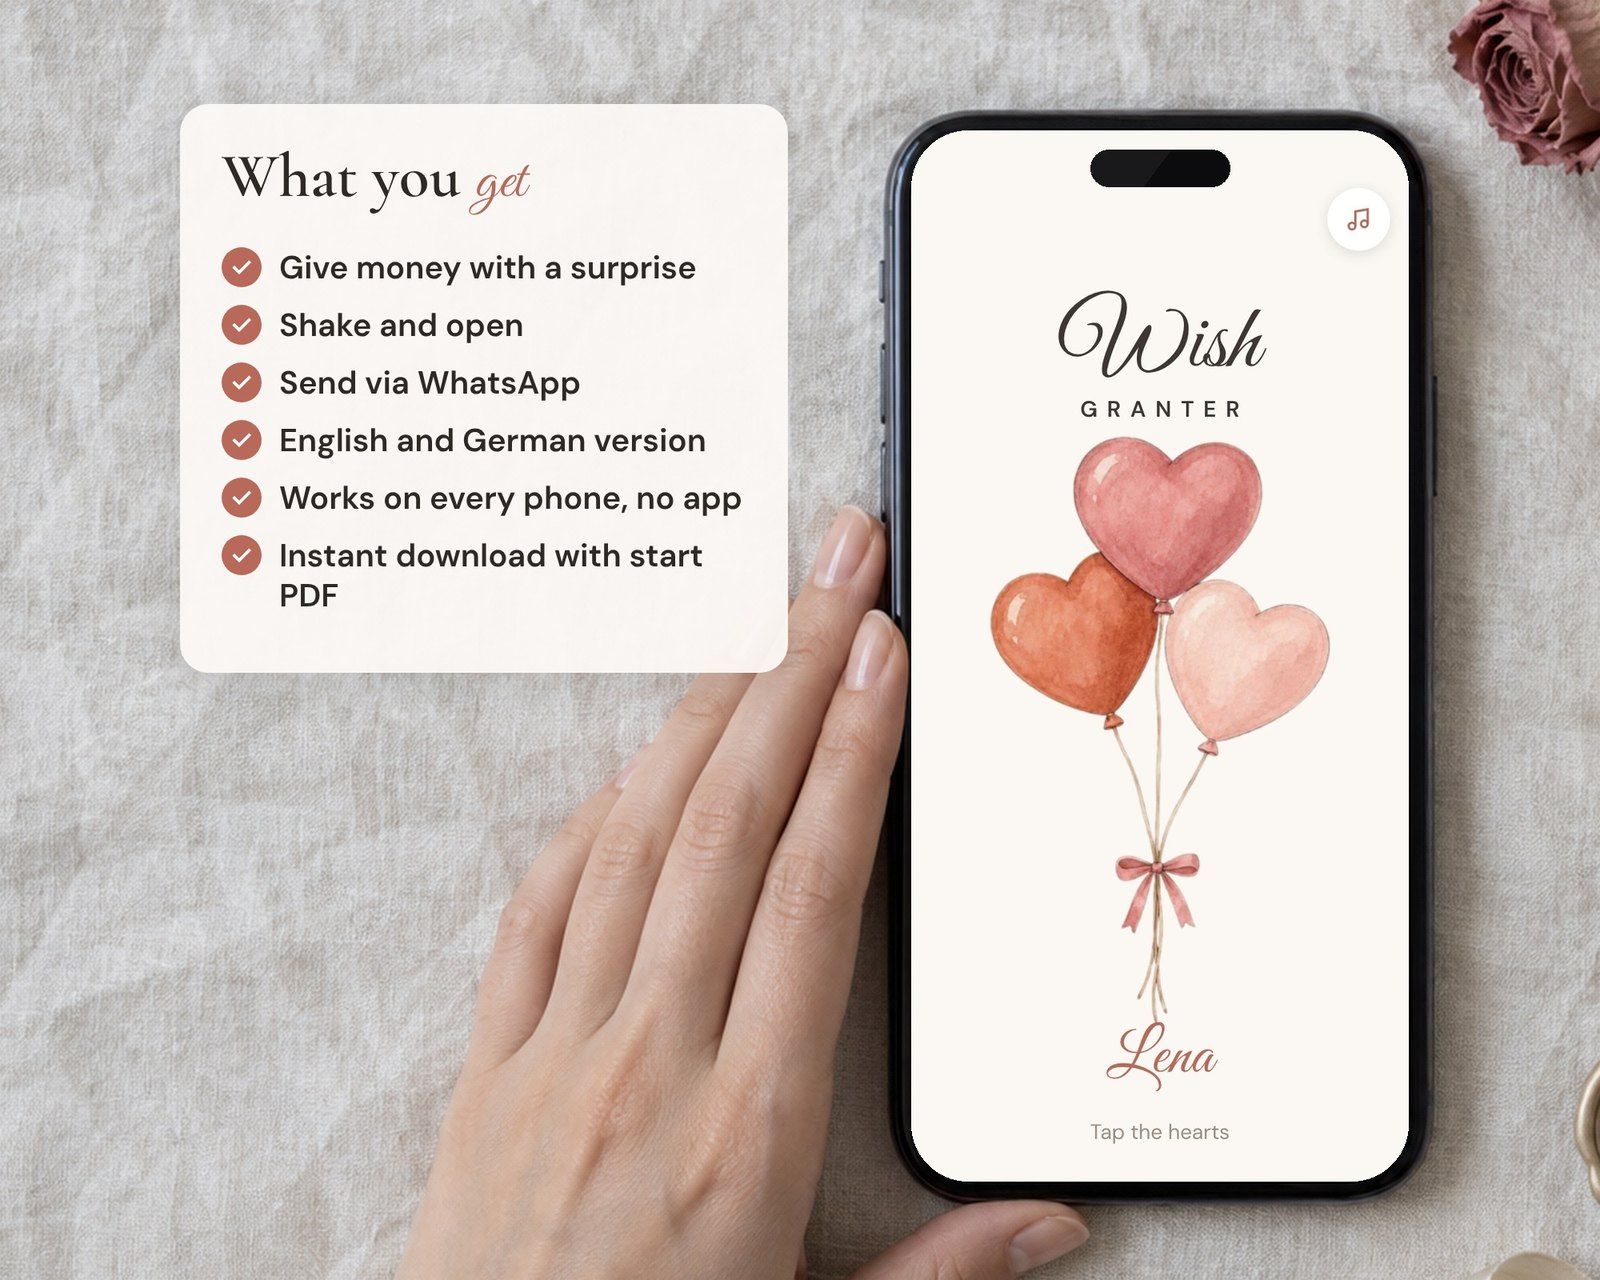 What you get
Give money with a surprise
Shake and open
Send via WhatsApp
English and German version
Works on every phone, no app
Instant download with start
PDF
Wish
GRANTER
Lena
Tap the hearts